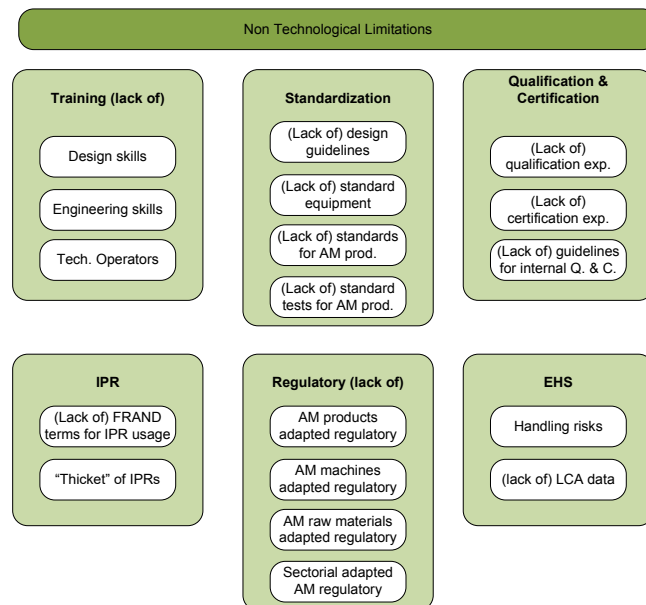 Non Technological Limitations
Training (lack of)
Design skills
Engineering skills
Tech. Operators
Standardization
(Lack of) design
guidelines
(Lack of) standard
equipment
(Lack of) standards
for AM prod.
(Lack of) standard
tests for AM prod.
Qualification &
Certification
(Lack of)
qualification exp.
(Lack of)
certification exp.
(Lack of) guidelines
for internal Q. & C.
IPR
(Lack of) FRAND
terms for IPR usage
“Thicket” of IPRs
Regulatory (lack of)
AM products
adapted regulatory
AM machines
adapted regulatory
AM raw materials
adapted regulatory
Sectorial adapted
AM regulatory
EHS
Handling risks
(lack of) LCA data